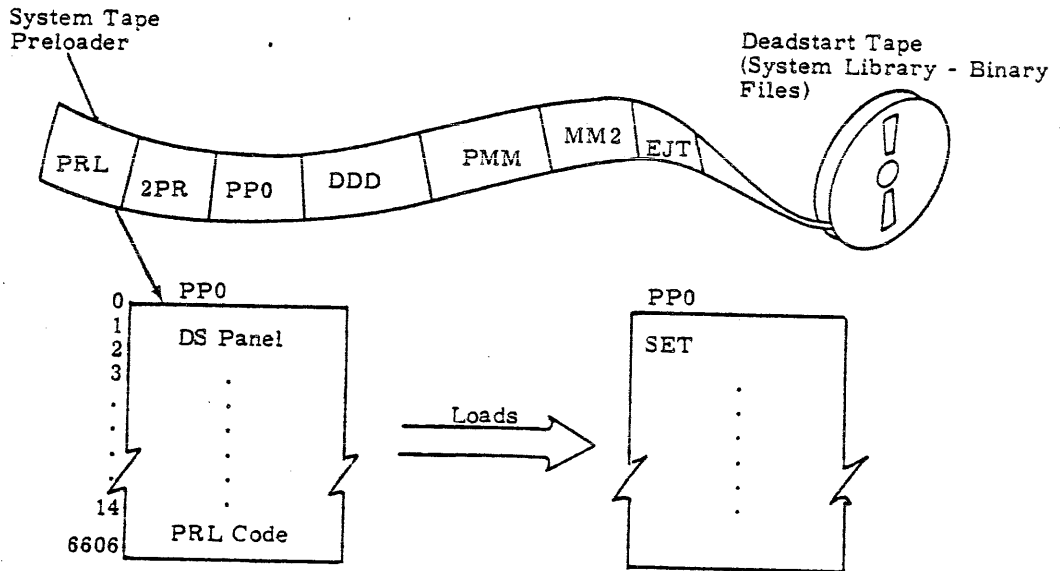 System Tape
Preloader
Deadstart Tape
(System Library - Binary
Files)
PRL
2PR
PP0
DDD
PMM
MM2
EJT
PP0
0
1
2
3
14
6606
DS Panel
PRL Code
Loads
PP0
SET